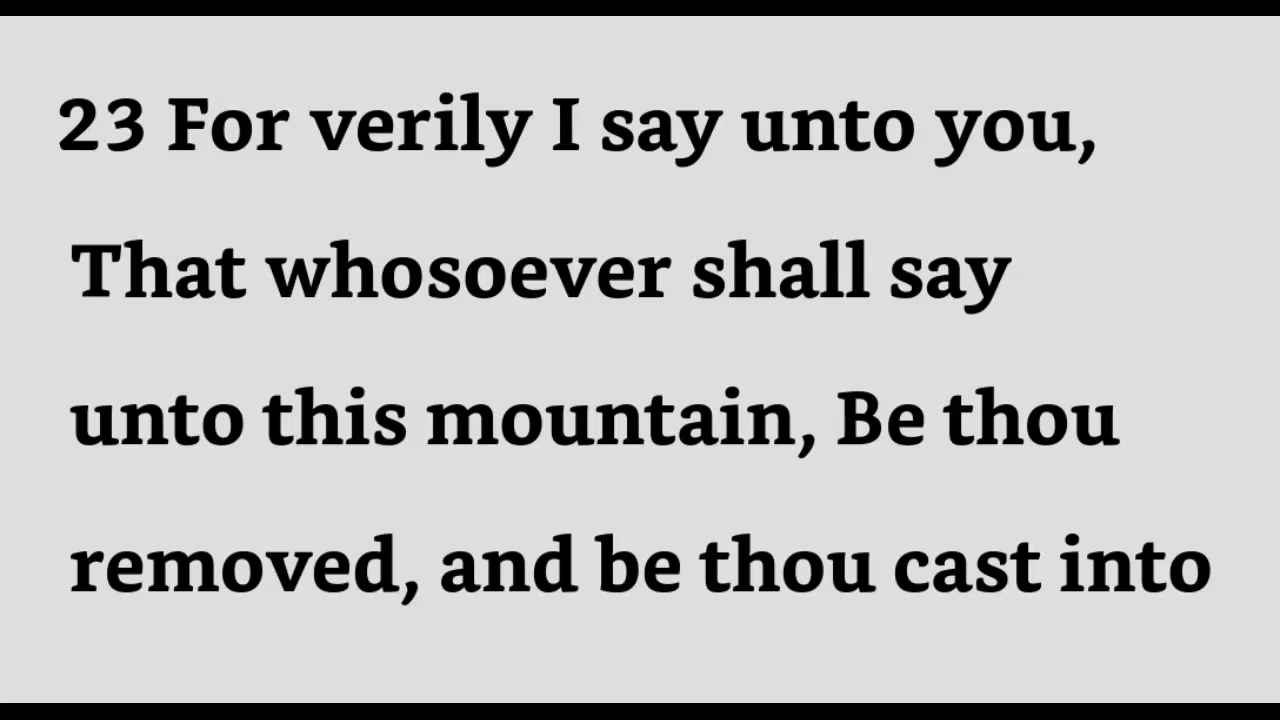 23 For verily I say unto you,
That whosoever shall say
unto this mountain, Be thou
removed, and be thou cast into